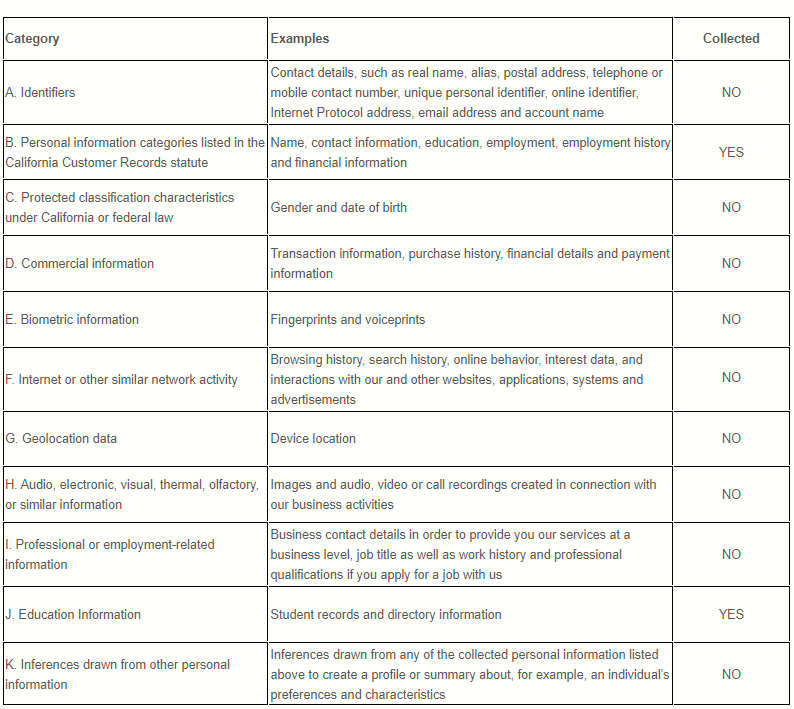 Category Examples Collected
A. Identifiers
Contact details, such as real name, alias, postal address, telephone or
mobile contact number, unique personal identifier, online identifier,
Internet Protocol address, email address and account name
NO
B. Personal information categories listed in the
California Customer Records statute
Name, contact information, education, employment, employment history
and financial information
YES
C. Protected classification characteristics
under California or federal law
Gender and date of birth
NO
D. Commercial information
Transaction information, purchase history, financial details and payment
information
NO
E. Biometric information
Fingerprints and voiceprints
NO
F. Internet or other similar network activity
Browsing history, search history, online behavior, interest data, and
interactions with our and other websites, applications, systems and
advertisements
NO
G. Geolocation data
Device location
NO
H. Audio, electronic, visual, thermal, olfactory,
or similar information
Images and audio, video or call recordings created in connection with
our business activities
NO
I. Professional or employment-related
information
Business contact details in order to provide you our services at a
business level, job title as well as work history and professional
qualifications if you apply for a job with us
NO
J. Education Information
Student records and directory information
YES
K. Inferences drawn from other personal
information
Inferences drawn from any of the collected personal information listed
above to create a profile or summary about, for example, an individual's
preferences and characteristics
NO